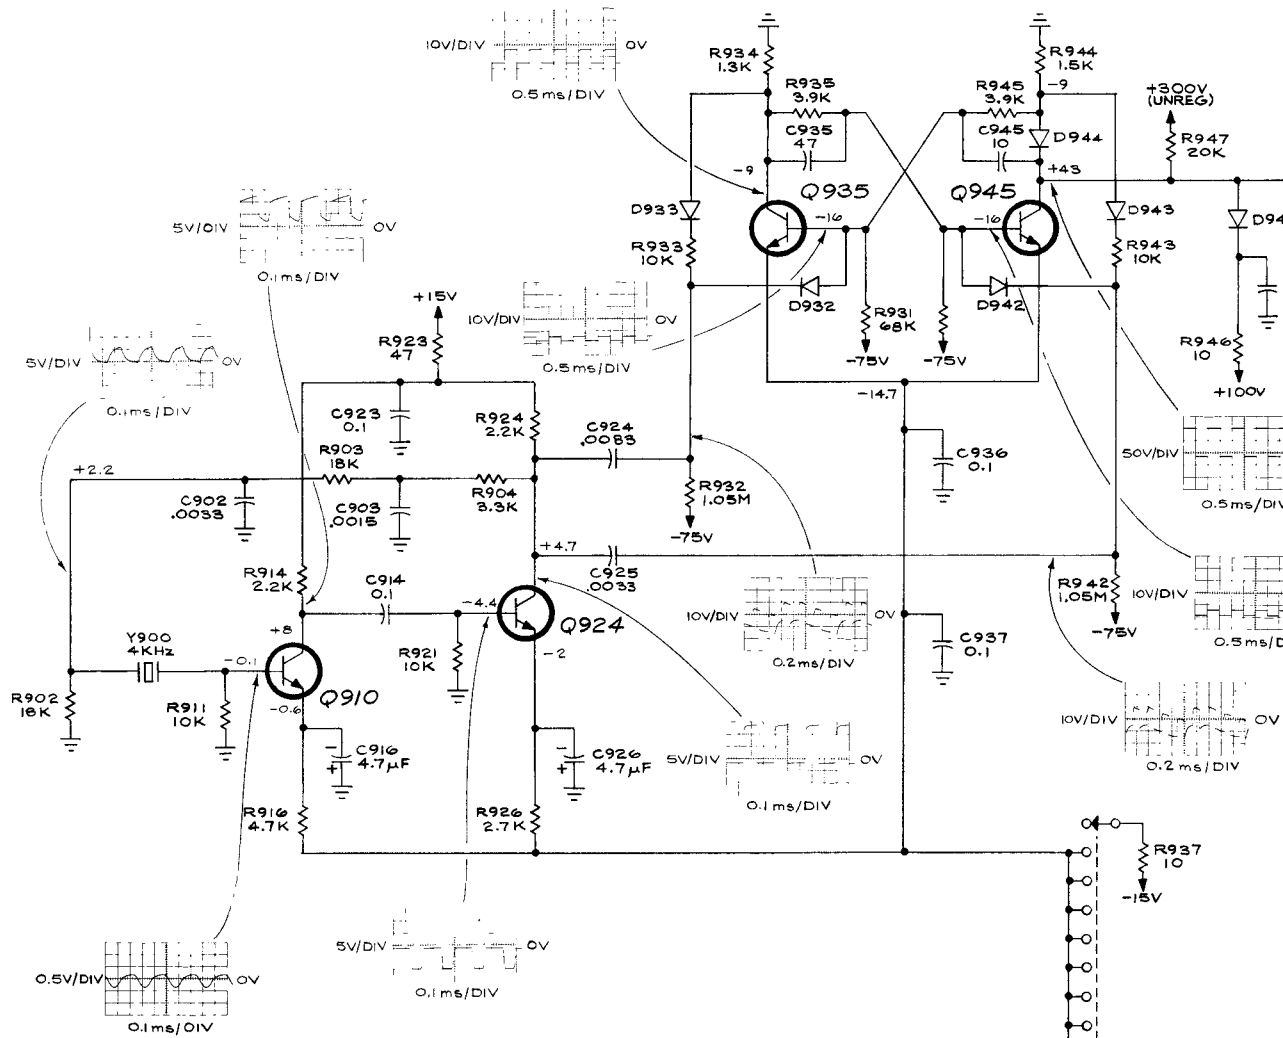 10V/DIV
0V
0.5ms/DIV
R934
1.3K
R935
3.9K
C935
47
-9
Q935
-16
R944
1.5K
-9
R945
3.9K
C945
10
D944
+300V
(UNREG)
R947
20K
+43
Q945
-16
D943
R943
10K
D94
5V/DIV
0V
0.1ms/DIV
D933
R933
10K
D932
R931
68K
-75V
-75V
D942
R946
10
+100V
10V/DIV
0V
0.5ms/DIV
+15V
R923
47
5V/DIV
0V
0.1ms/DIV
-14.7
C923
0.1
R924
2.2K
C924
.0083
R903
18K
+2.2
C902
.0033
C903
.0015
R904
3.3K
R932
1.05M
-75V
C936
0.1
50V/DIV
0.5ms/DIV
+4.7
C925
.0033
R914
2.2K
C914
0.1
-4.4
Q924
R921
10K
-2
10V/DIV
0V
0.2ms/DIV
R942
1.05M
-75V
10V/DIV
0.5ms/D
C937
0.1
+8
Y900
4KHz
-0.1
R902
18K
R911
10K
Q910
-0.6
-
+
C916
4.7µF
-
+
C926
4.7µF
5V/DIV
0V
0.1ms/DIV
10V/DIV
0V
0.2ms/DIV
R916
4.7K
R926
2.7K
R937
10
-15V
5V/DIV
0V
0.1ms/DIV
0.5V/DIV
0V
0.1ms/DIV